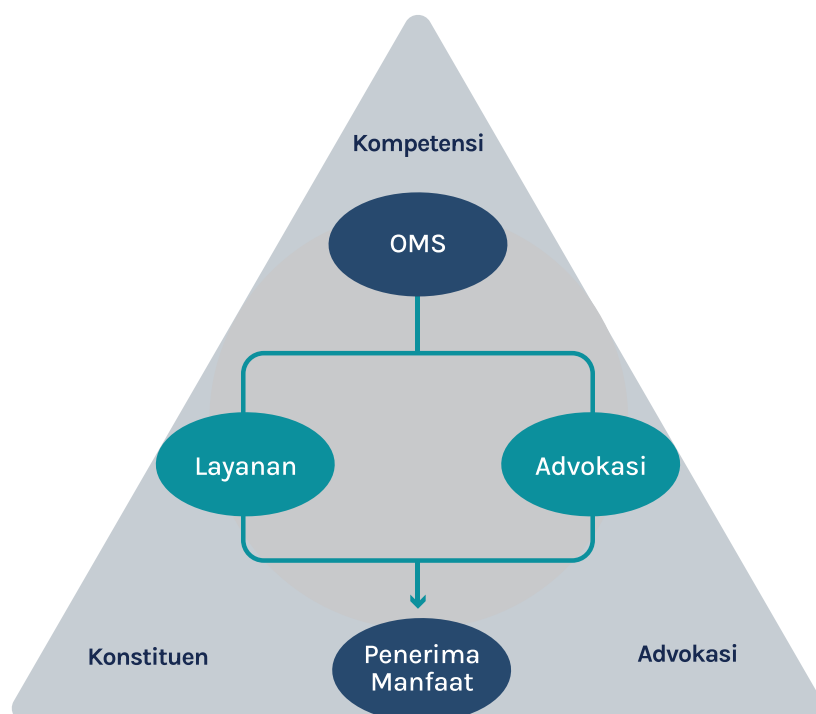 Kompetensi
OMS
Layanan
Advokasi
Konstituen
Penerima
Manfaat
Advokasi